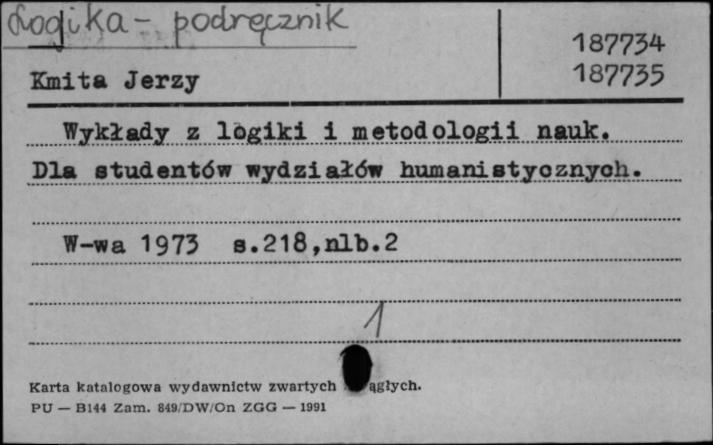 Logika - podręcznik
187734
Kmita Jerzy
187735
Wykłady z logiki i metodologii nauk.
Dla studentów wydziałów humanistycznych.
W-wa 1973 s.218,nlb.2
1
Karta katalogowa wydawnictw zwartych ągłych.
PU — B144 Zam. 849/DW/On ZGG — 1991